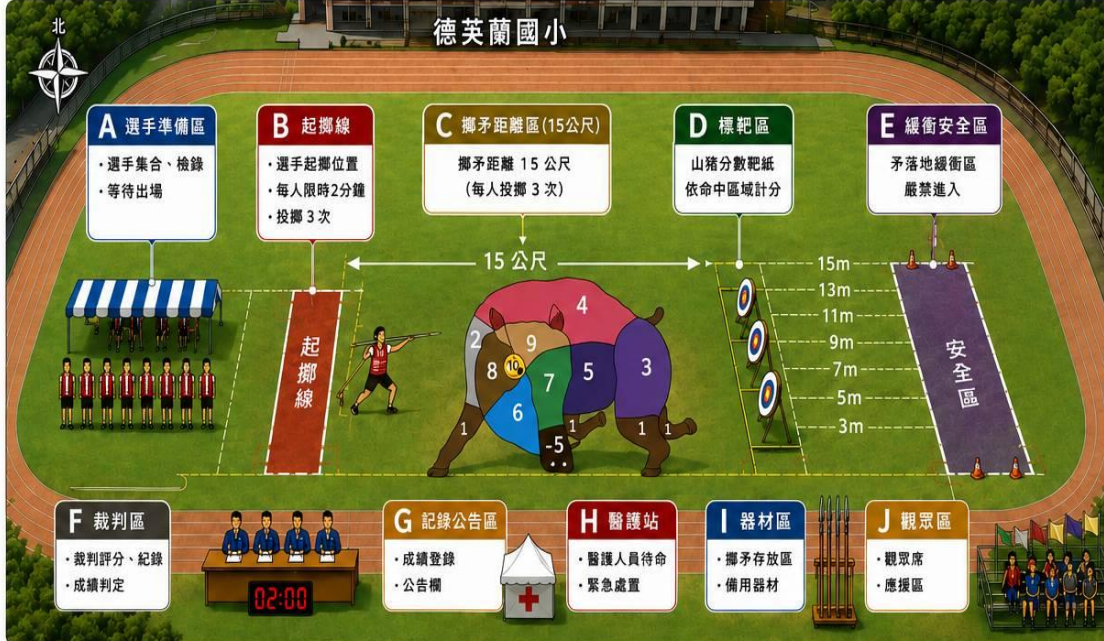 德英蘭國小
北
A 選手準備區
・選手集合、檢錄
・等待出場
B 起擲線
・選手起擲位置
・每人限時2分鐘
・投擲 3 次
C 擲矛距離區(15公尺)
擲矛距離 15 公尺
(每人投擲 3 次)
D 標靶區
山豬分數靶紙
依命中區域計分
E 緩衝安全區
矛落地緩衝區
嚴禁進入
15 公尺
15m
13m
11m
9m
7m
5m
3m
起擲線
安全區
4
2
9
10
8
7
5
3
6
1
1
1
1
-5
F 裁判區
・裁判評分、紀錄
・成績判定
02:00
G 記錄公告區
・成績登錄
・公告欄
H 醫護站
・醫護人員待命
・緊急處置
I 器材區
・擲矛存放區
・備用器材
J 觀眾區
・觀眾席
・應援區